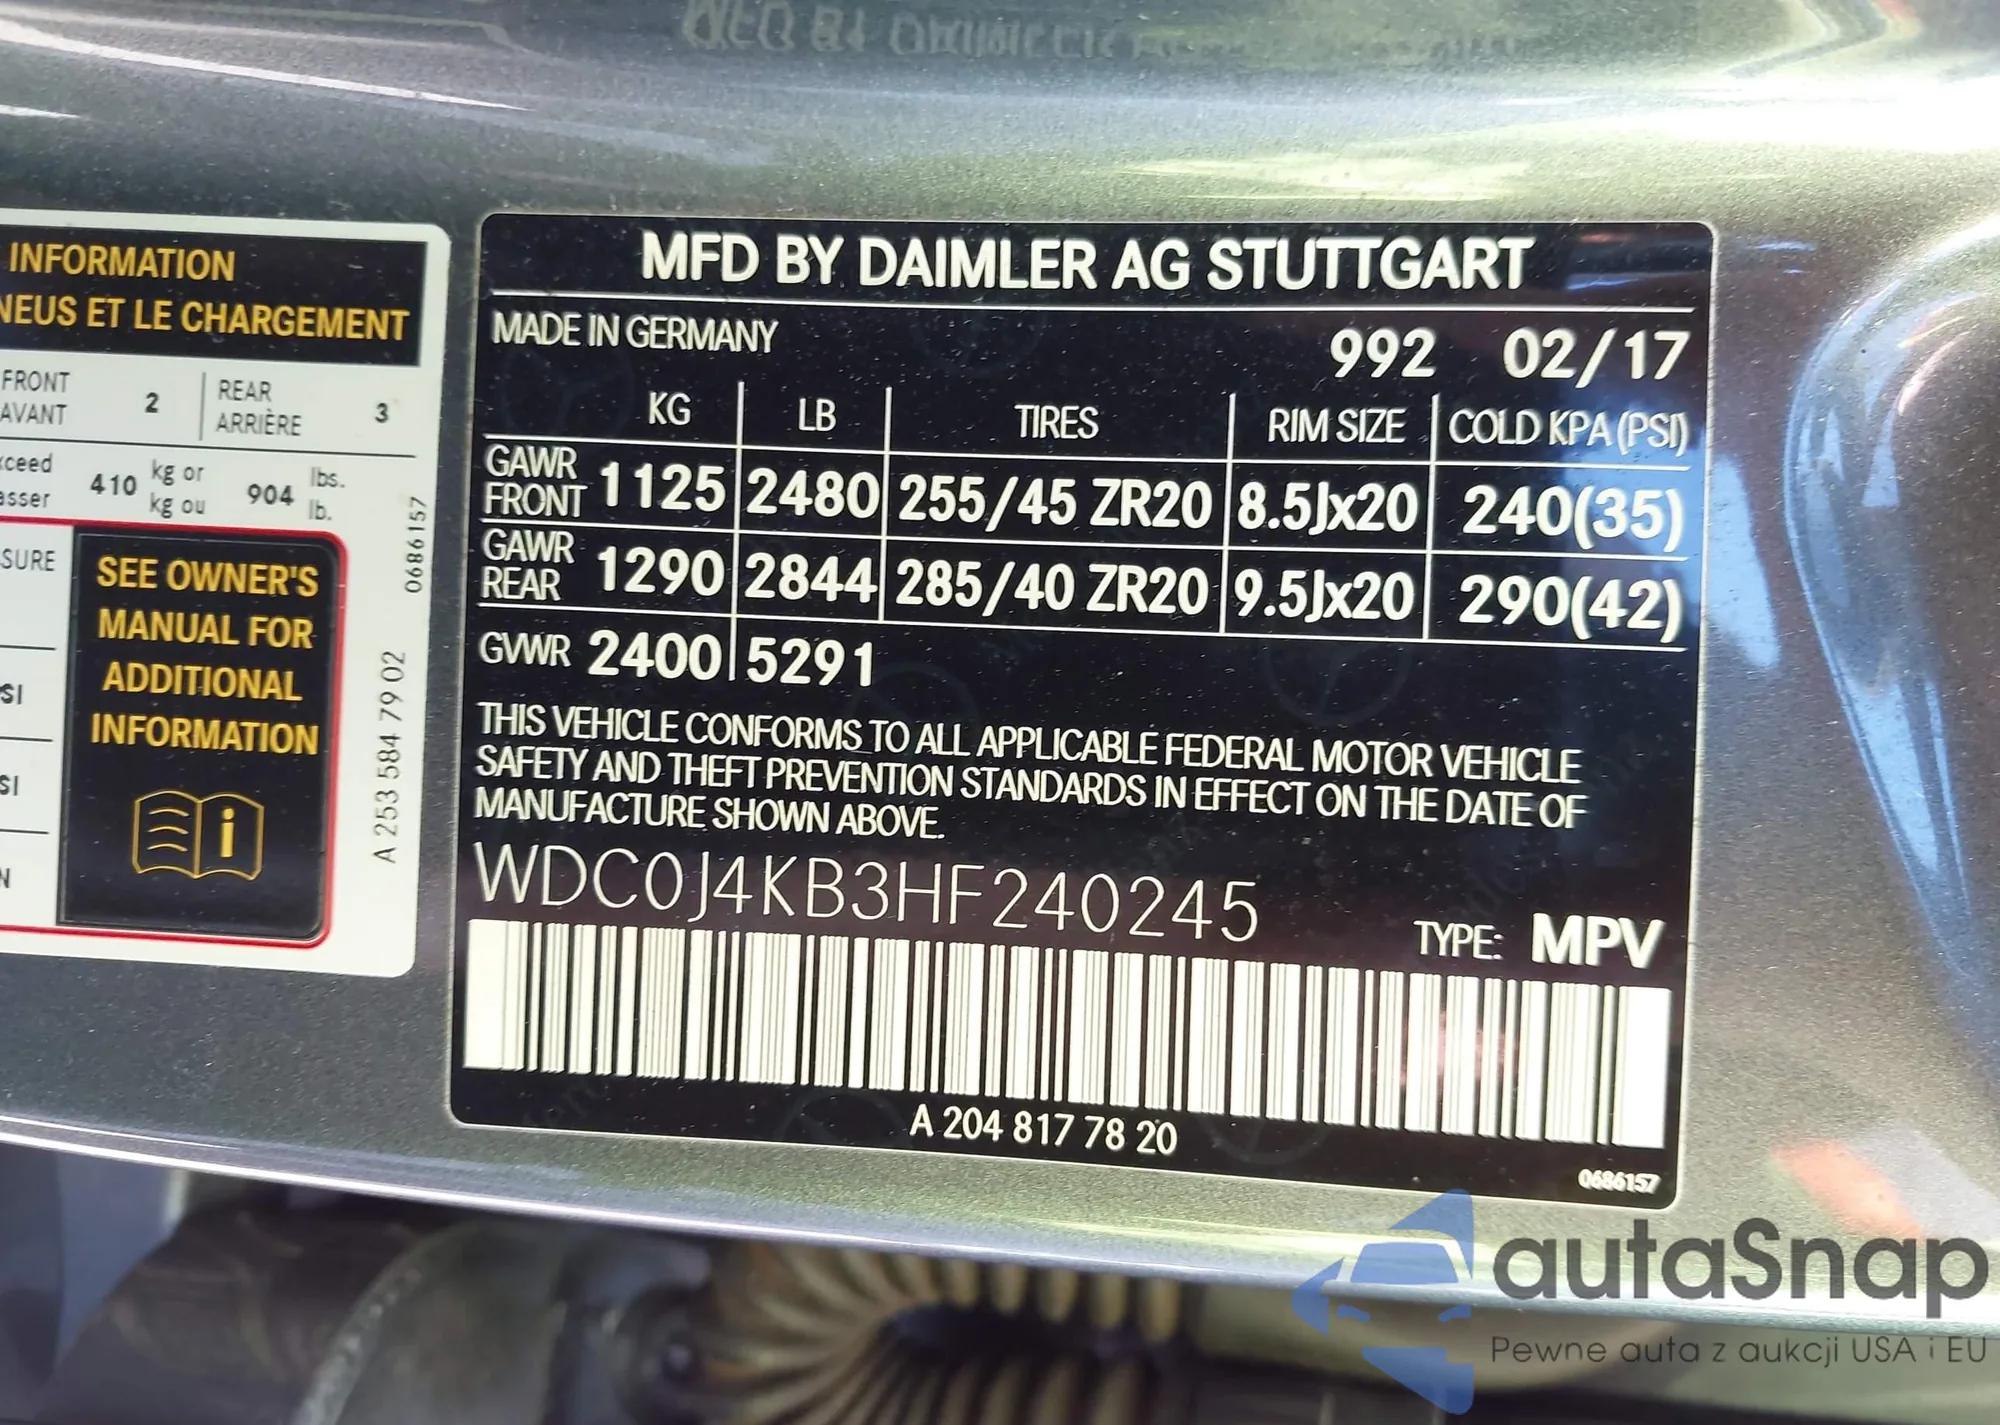 INFORMATION
NEUS ET LE CHARGEMENT
FRONT
AVANT 2 REAR
ARRIÈRE 3
xceed
asser 410 kg or
kg ou 904 lbs.
lb.
SURE
SEE OWNER'S
MANUAL FOR
ADDITIONAL
INFORMATION
SI
SI
N
i
0686157
A 253 584 79 02
MFD BY DAIMLER AG STUTTGART
MADE IN GERMANY 992 02/17
KG LB TIRES RIM SIZE COLD KPA (PSI)
GAWR
FRONT 1125 2480 255/45 ZR20 8.5Jx20 240(35)
GAWR
REAR 1290 2844 285/40 ZR20 9.5Jx20 290(42)
GVWR 2400 5291
THIS VEHICLE CONFORMS TO ALL APPLICABLE FEDERAL MOTOR VEHICLE
SAFETY AND THEFT PREVENTION STANDARDS IN EFFECT ON THE DATE OF
MANUFACTURE SHOWN ABOVE.
WDC0J4KB3HF240245
TYPE: MPV
A 204 817 78 20
0686157
autaSnap
Pewne auta z aukcji USA i EU